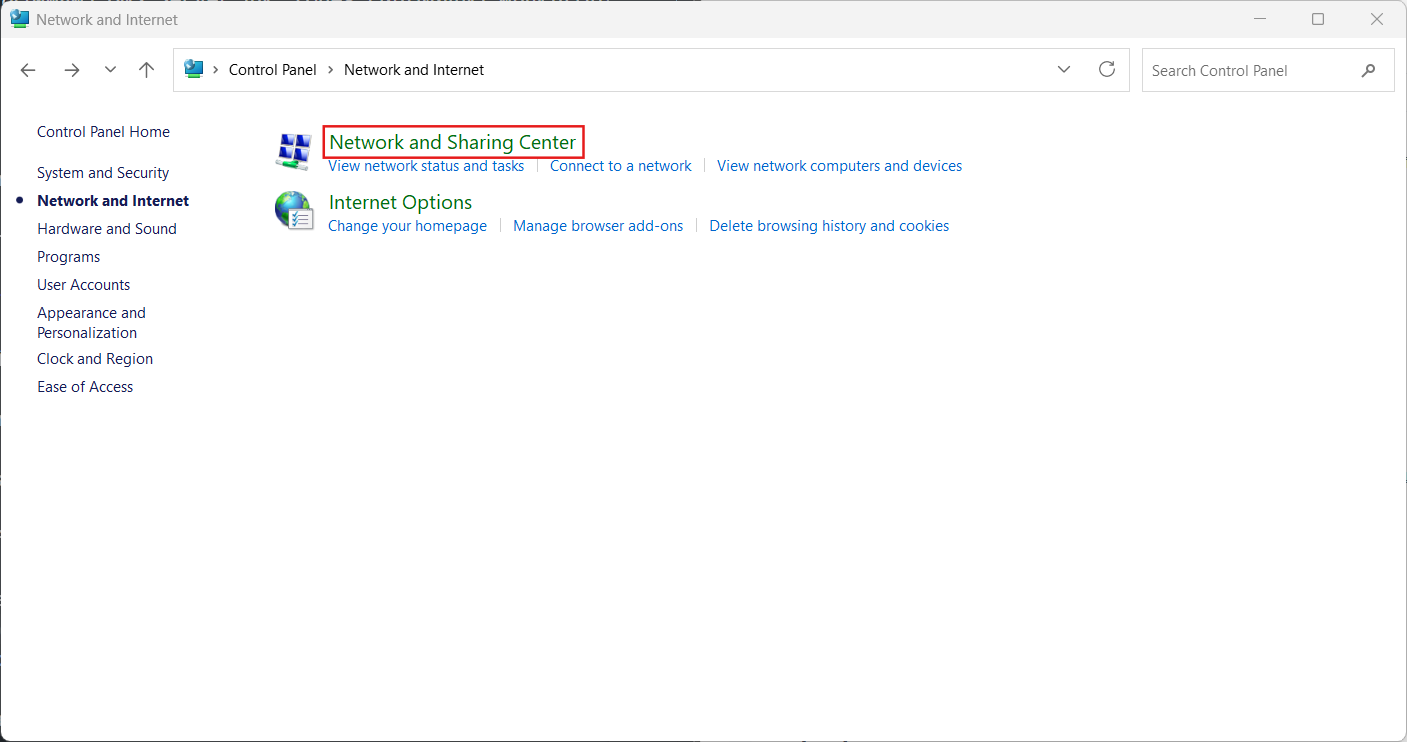 Network and Internet
Control Panel > Network and Internet
Search Control Panel
Control Panel Home
System and Security
Network and Internet
Hardware and Sound
Programs
User Accounts
Appearance and
Personalization
Clock and Region
Ease of Access
Network and Sharing Center
View network status and tasks | Connect to a network | View network computers and devices
Internet Options
Change your homepage | Manage browser add-ons | Delete browsing history and cookies